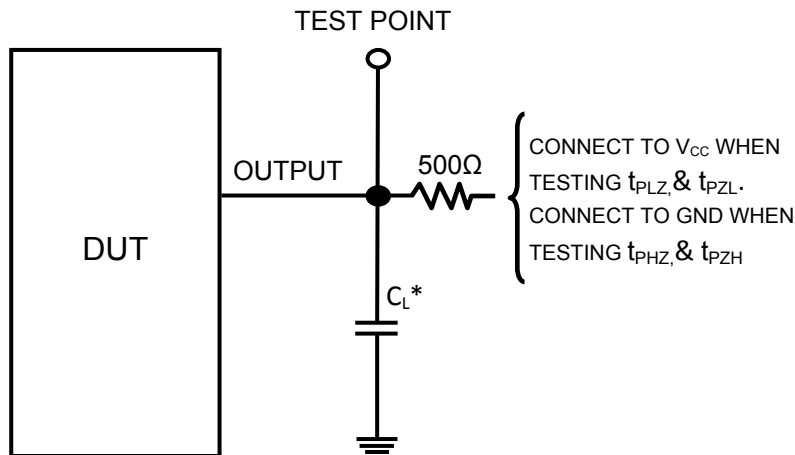 TEST POINT
OUTPUT
500Ω
CONNECT TO VCC WHEN
TESTING tPLZ,& tPZL.
CONNECT TO GND WHEN
TESTING tPHZ,& tPZH
DUT
CL*